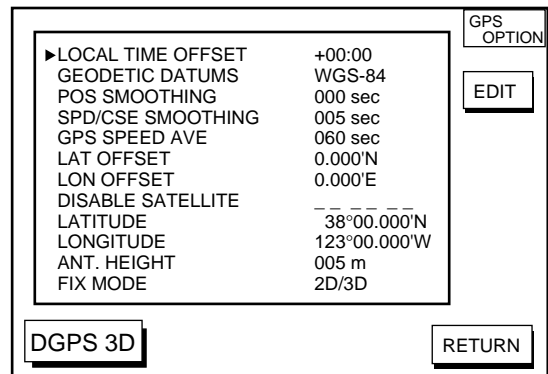 GPS
OPTION
▶LOCAL TIME OFFSET +00:00
GEODETIC DATUMS WGS-84
POS SMOOTHING 000 sec
SPD/CSE SMOOTHING 005 sec
GPS SPEED AVE 060 sec
LAT OFFSET 0.000'N
LON OFFSET 0.000'E
DISABLE SATELLITE _ _ _ _ _ _
LATITUDE 38°00.000'N
LONGITUDE 123°00.000'W
ANT. HEIGHT 005 m
FIX MODE 2D/3D
EDIT
DGPS 3D
RETURN